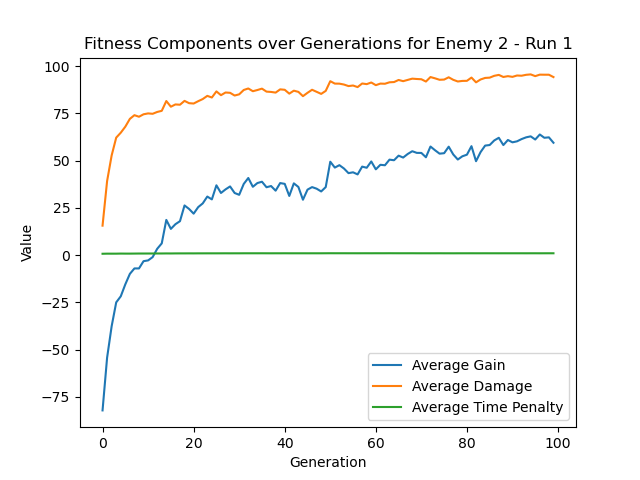 Fitness Components over Generations for Enemy 2 - Run 1
100
75
50
25
0
−25
−50
−75
Value
0 20 40 60 80 100
Generation
Average Gain
Average Damage
Average Time Penalty